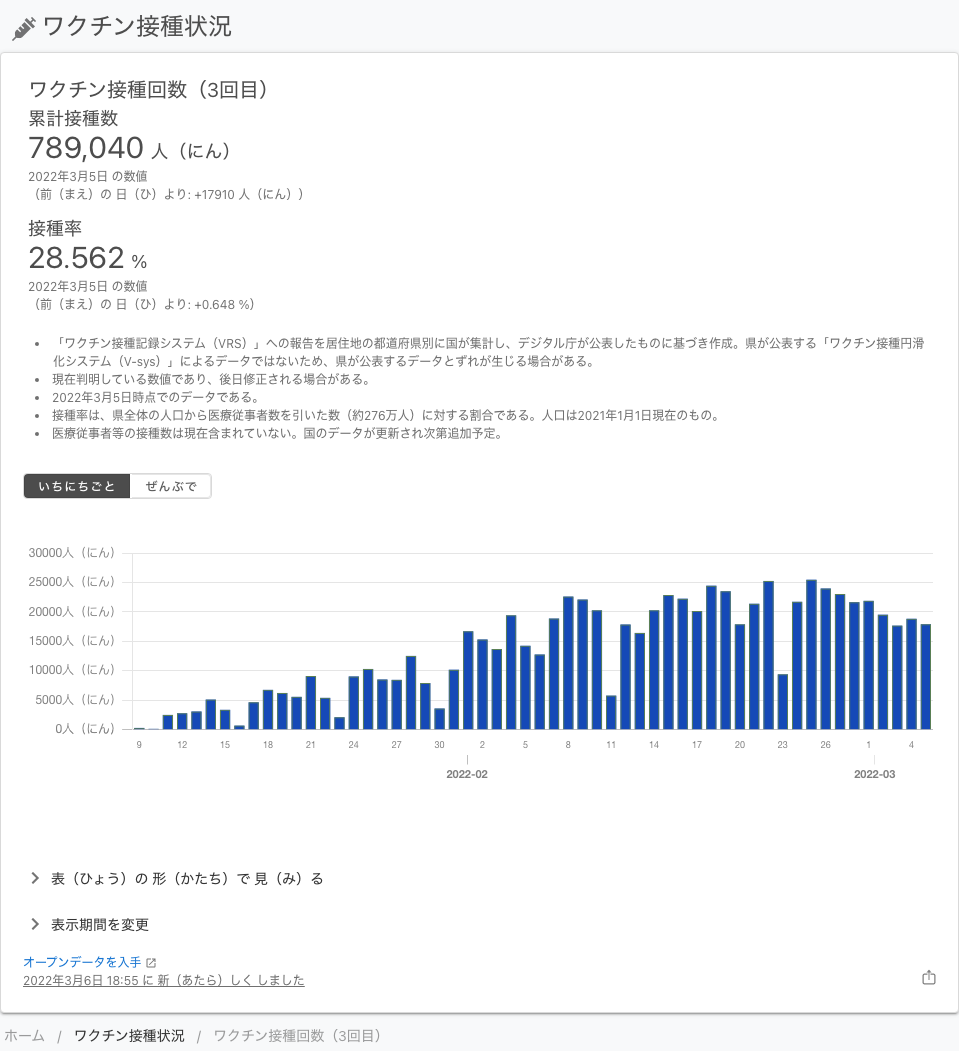 ワクチン接種状況
ワクチン接種回数（3回目）
累計接種数
789,040 人（にん）
2022年3月5日 の数値
（前（まえ）の 日（ひ）より: +17910 人（にん））
接種率
28.562 %
2022年3月5日 の数値
（前（まえ）の 日（ひ）より: +0.648 %）
• 「ワクチン接種記録システム（VRS）」への報告を居住地の都道府県別に国が集計し、デジタル庁が公表したものに基づき作成。県が公表する「ワクチン接種円滑
化システム（V-sys）」によるデータではないため、県が公表するデータとずれが生じる場合がある。
• 現在判明している数値であり、後日修正される場合がある。
• 2022年3月5日時点でのデータである。
• 接種率は、県全体の人口から医療従事者数を引いた数（約276万人）に対する割合である。人口は2021年1月1日現在のもの。
• 医療従事者等の接種数は現在含まれていない。国のデータが更新され次第追加予定。
いちにちごと ぜんぶで
30000人（にん）
25000人（にん）
20000人（にん）
15000人（にん）
10000人（にん）
5000人（にん）
0人（にん）
9 12 15 18 21 24 27 30 2 5 8 11 14 17 20 23 26 1 4
2022-02 2022-03
表（ひょう）の 形（かたち）で 見（み）る
表示期間を変更
オープンデータを入手
2022年3月6日 18:55 に 新（あたら）しく しました
ホーム / ワクチン接種状況 / ワクチン接種回数（3回目）